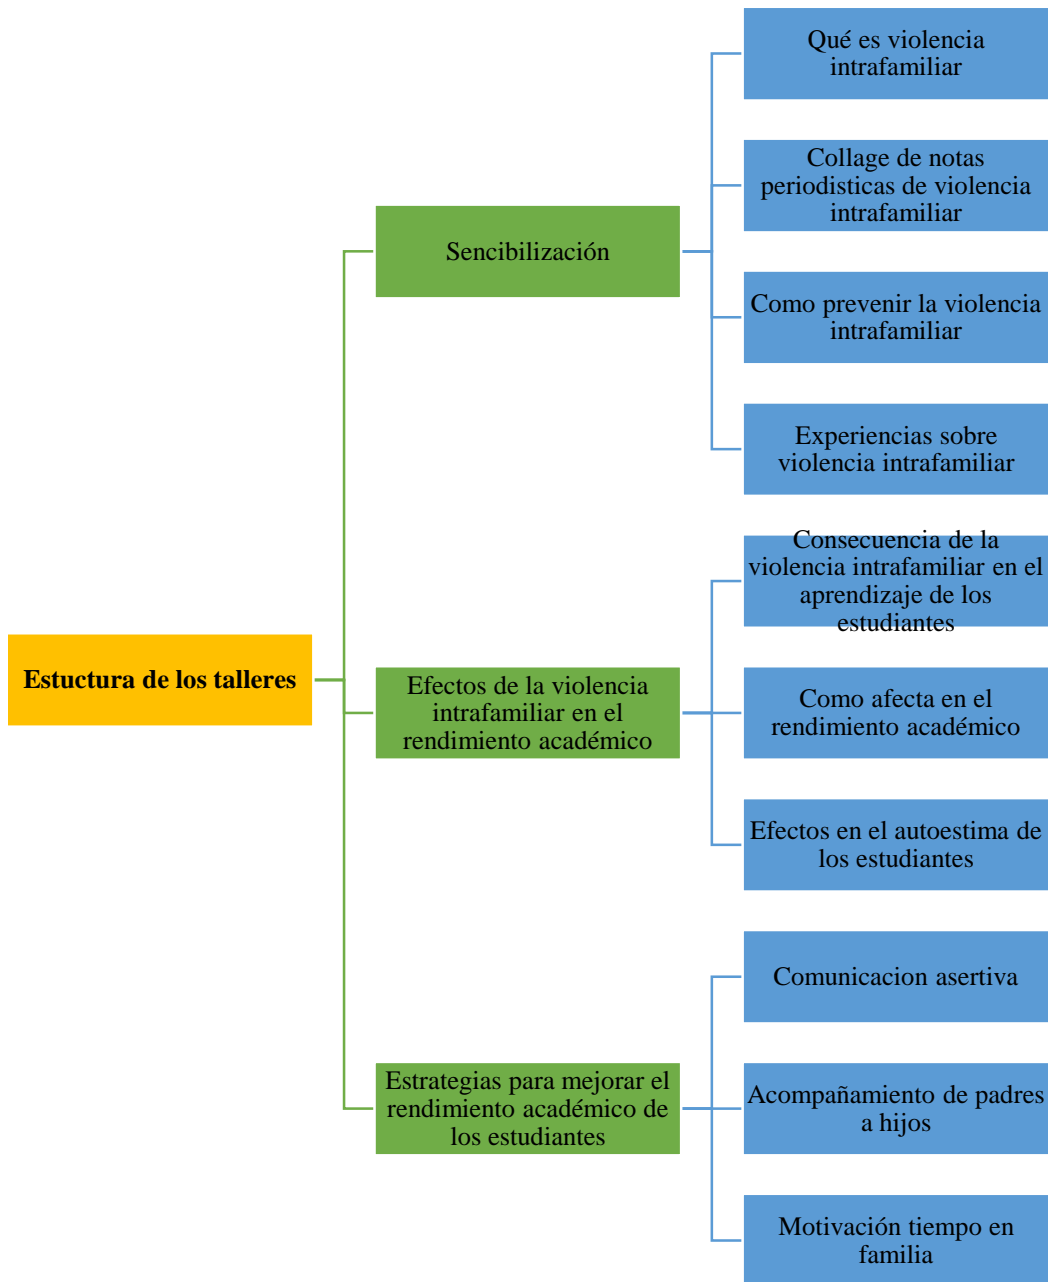 Estuctura de los talleres
Sencibilización
Qué es violencia
intrafamiliar
Collage de notas
periodisticas de violencia
intrafamiliar
Como prevenir la violencia
intrafamiliar
Experiencias sobre
violencia intrafamiliar
Efectos de la violencia
intrafamiliar en el
rendimiento académico
Consecuencia de la
violencia intrafamiliar en el
aprendizaje de los
estudiantes
Como afecta en el
rendimiento académico
Efectos en el autoestima de
los estudiantes
Estrategias para mejorar el
rendimiento académico de
los estudiantes
Comunicacion asertiva
Acompañamiento de padres
a hijos
Motivación tiempo en
familia